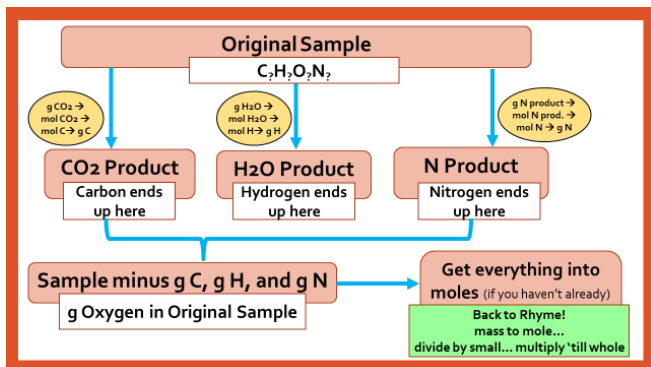 Original Sample
C?H?O?N?
g CO2 →
mol CO2 →
mol C→ g C
g H2O →
mol H2O →
mol H→ g H
g N product →
mol N prod. →
mol N → g N
CO2 Product
Carbon ends
up here
H2O Product
Hydrogen ends
up here
N Product
Nitrogen ends
up here
Sample minus g C, g H, and g N
g Oxygen in Original Sample
Get everything into
moles (if you haven't already)
Back to Rhyme!
mass to mole...
divide by small... multiply 'till whole